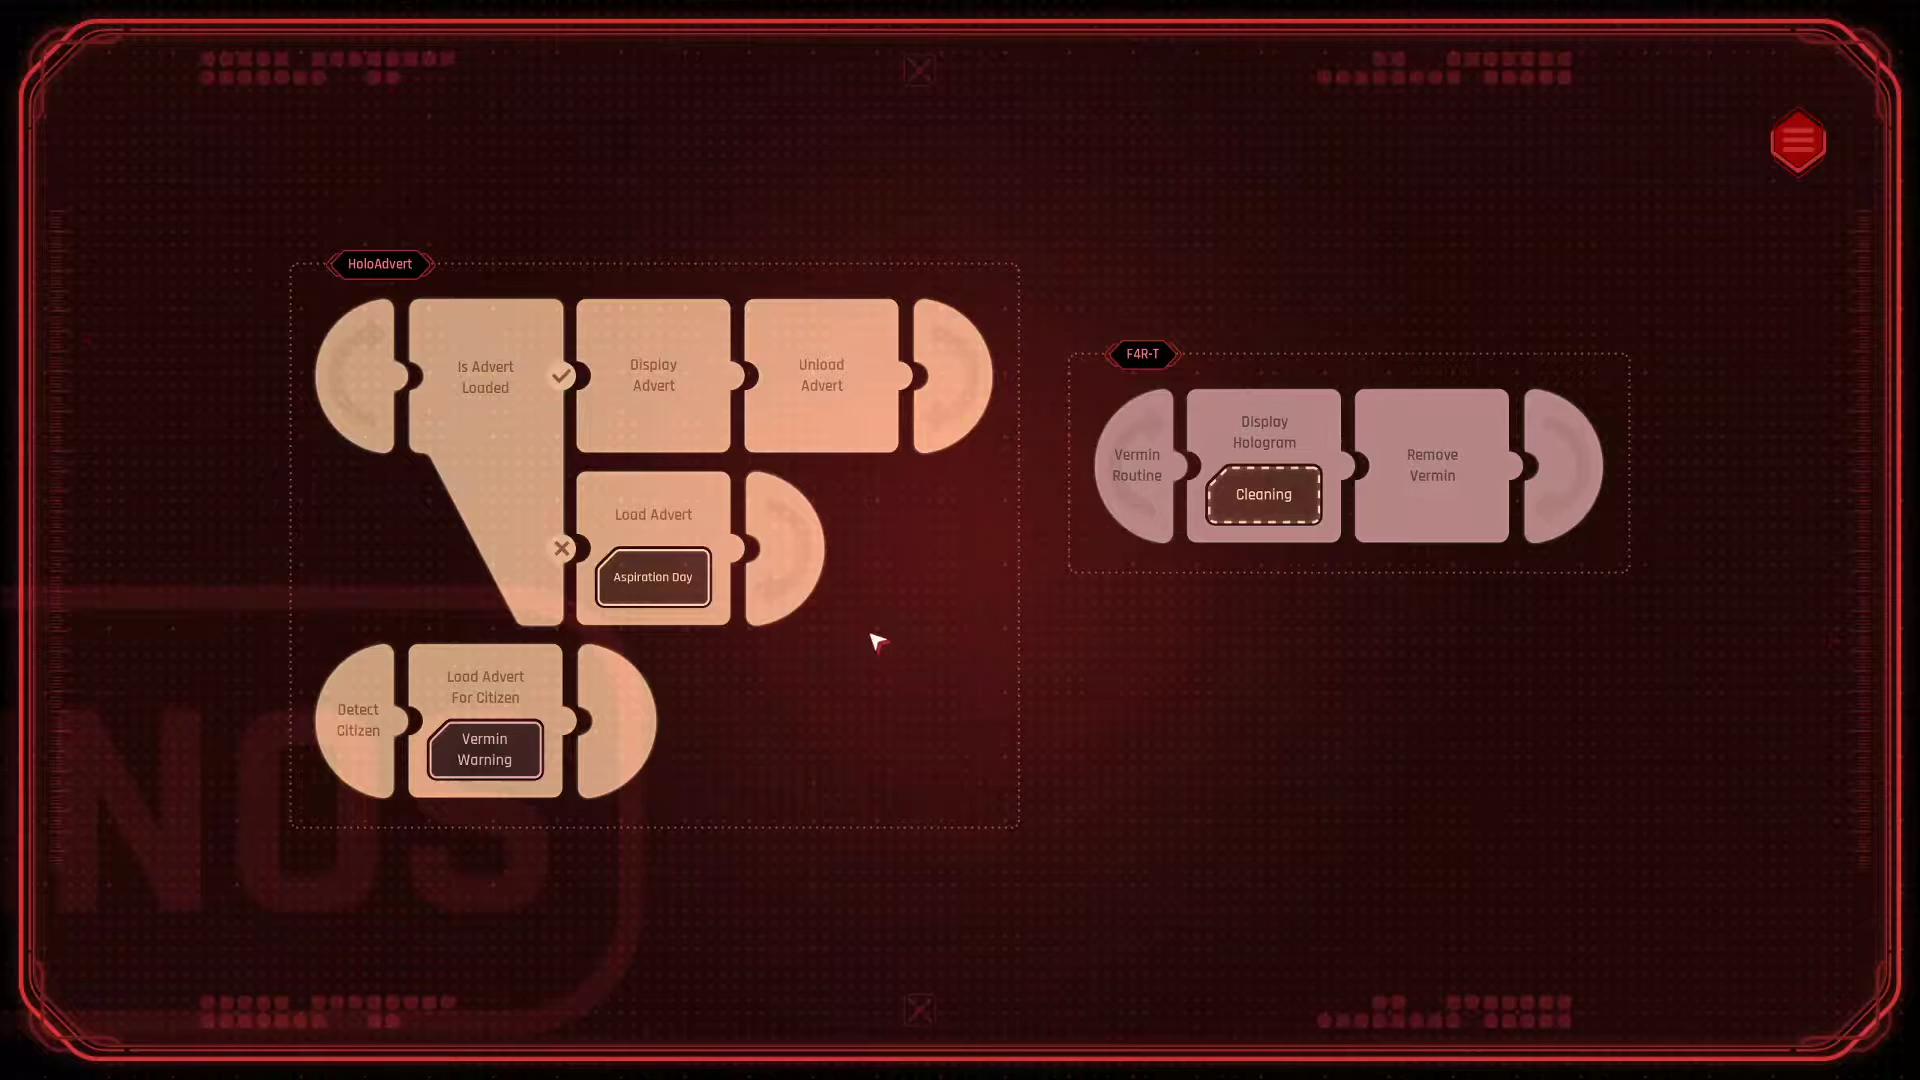 HoloAdvert
Is Advert
Loaded
Display
Advert
Unload
Advert
Load Advert
Aspiration Day
Detect
Citizen
Load Advert
For Citizen
Vermin
Warning
F4R-T
Vermin
Routine
Display
Hologram
Cleaning
Remove
Vermin
NOS